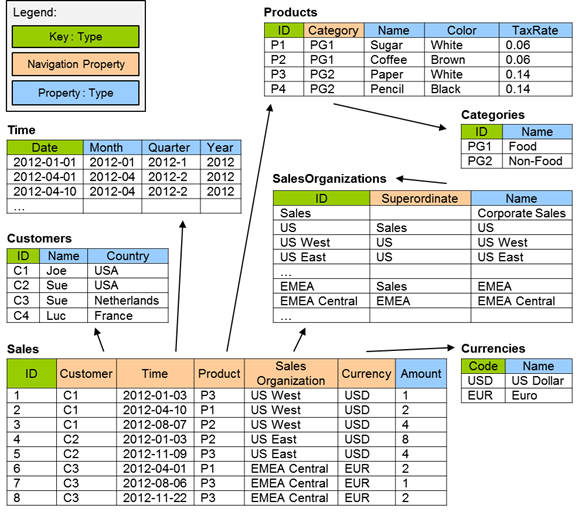 Legend:
Key : Type
Navigation Property
Property : Type
Products
ID Category Name Color TaxRate
P1 PG1 Sugar White 0.06
P2 PG1 Coffee Brown 0.06
P3 PG2 Paper White 0.14
P4 PG2 Pencil Black 0.14
Time
Date Month Quarter Year
2012-01-01 2012-01 2012-1 2012
2012-04-01 2012-04 2012-2 2012
2012-04-10 2012-04 2012-2 2012
...
Categories
ID Name
PG1 Food
PG2 Non-Food
SalesOrganizations
ID Superordinate Name
Sales Corporate Sales
US Sales US
US West US US West
US East US US East
...
EMEA Sales EMEA
EMEA Central EMEA EMEA Central
...
Customers
ID Name Country
C1 Joe USA
C2 Sue USA
C3 Sue Netherlands
C4 Luc France
Sales
ID Customer Time Product Sales Organization Currency Amount
1 C1 2012-01-03 P3 US West USD 1
2 C1 2012-04-10 P1 US West USD 2
3 C1 2012-08-07 P2 US West USD 4
4 C2 2012-01-03 P2 US East USD 8
5 C2 2012-11-09 P3 US East USD 4
6 C3 2012-04-01 P1 EMEA Central EUR 2
7 C3 2012-08-06 P3 EMEA Central EUR 1
8 C3 2012-11-22 P3 EMEA Central EUR 2
Currencies
Code Name
USD US Dollar
EUR Euro